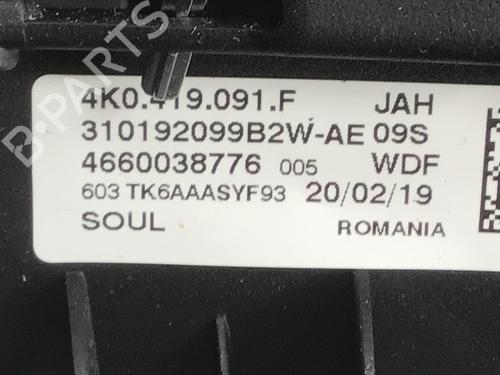 B-PARTS
4K0.419.091.F JAH
310192099B2W-AE 09S
4660038776 005 WDF
603 TK6AAASYF93 20/02/19
SOUL ROMANIA